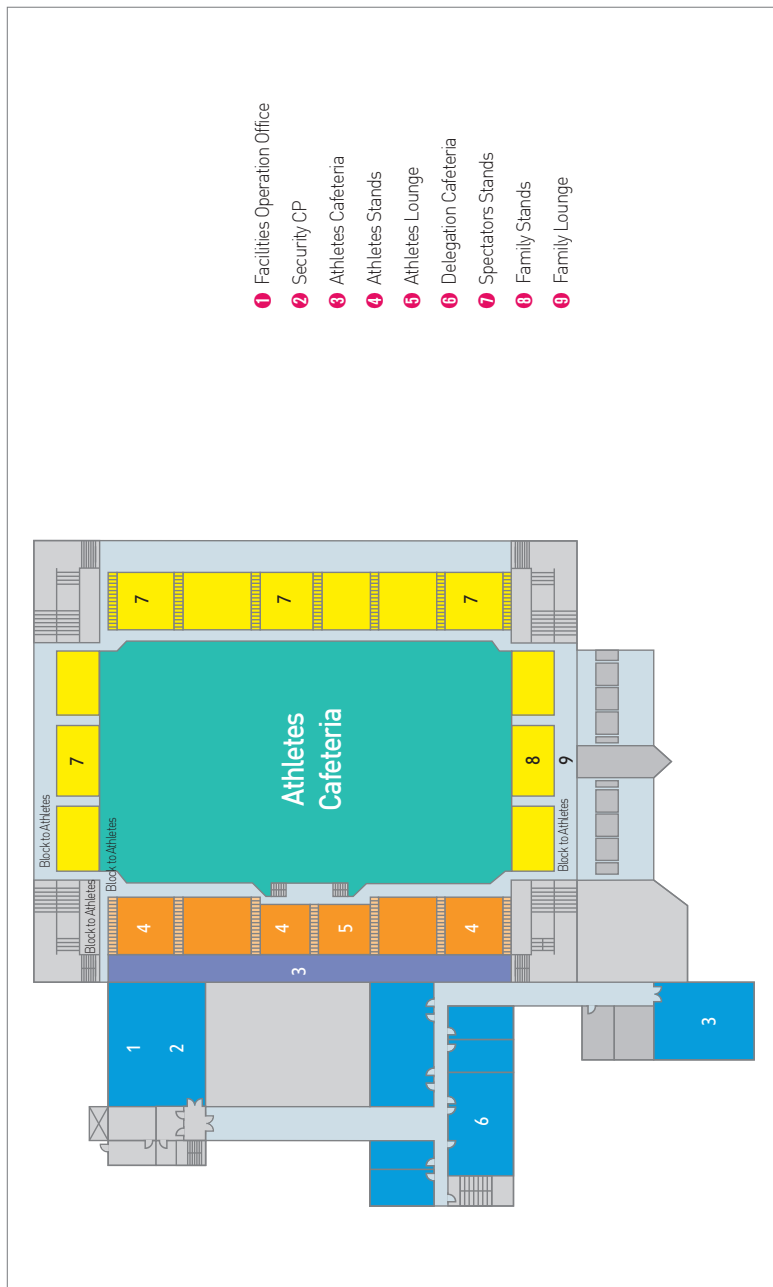 1 Facilities Operation Office
2 Security CP
3 Athletes Cafeteria
4 Athletes Stands
5 Athletes Lounge
6 Delegation Cafeteria
7 Spectators Stands
8 Family Stands
9 Family Lounge
7
7
7
Block to Athletes
7
Block to Athletes
Block to Athletes
Athletes
Cafeteria
8
9
Block to Athletes
4
4
5
4
3
1
2
6
3